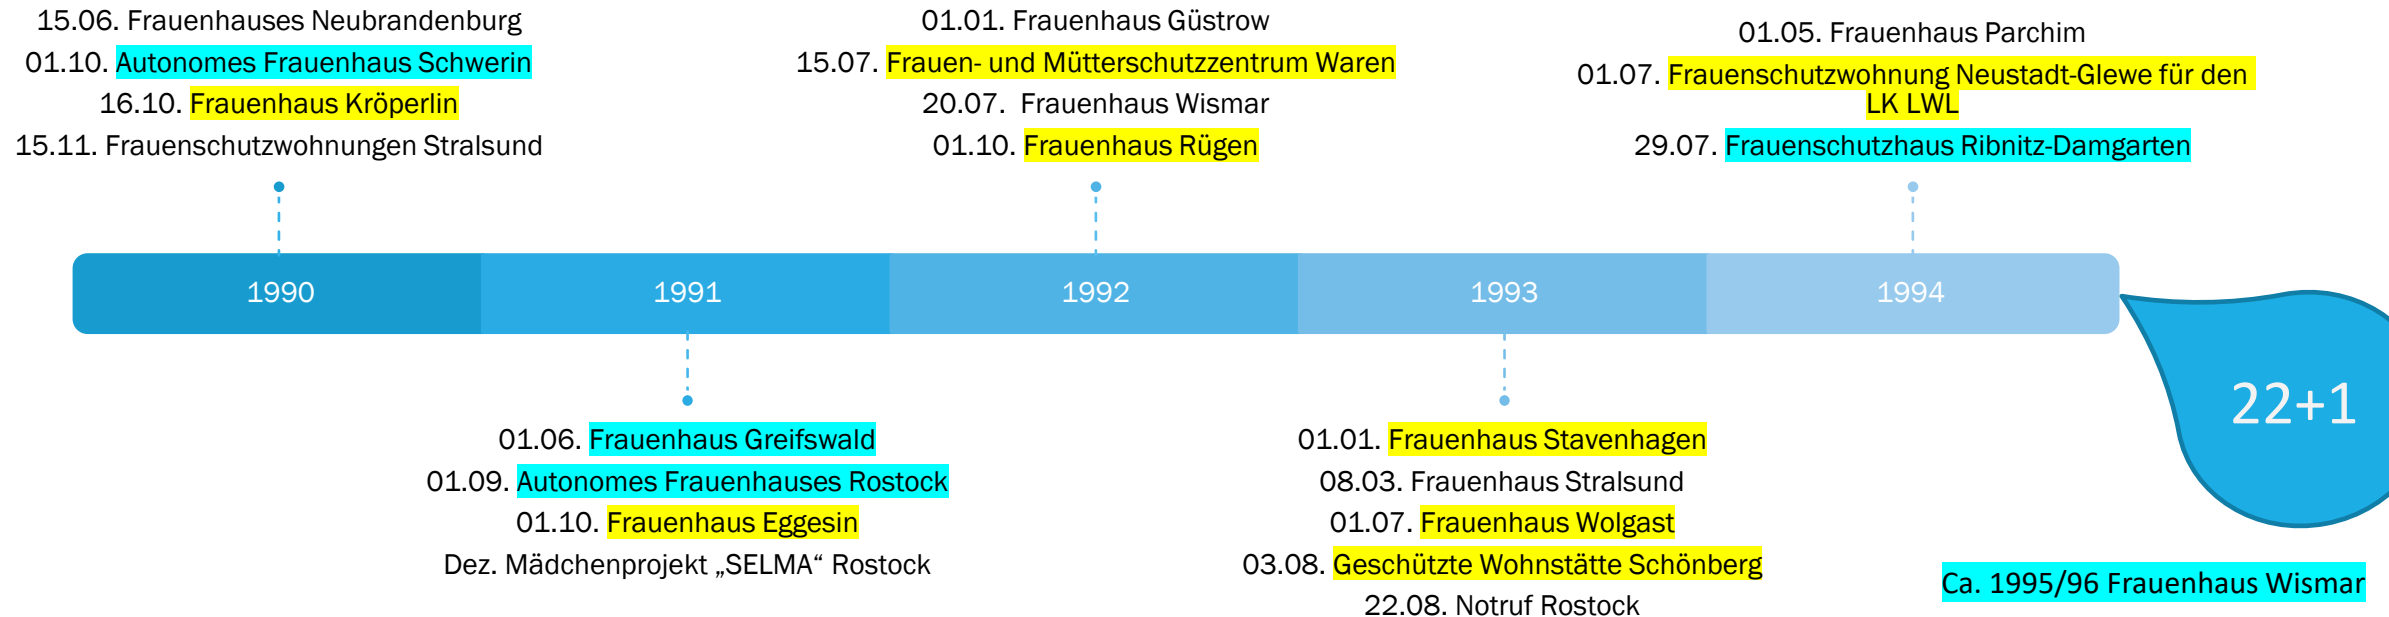 15.06. Frauenhauses Neubrandenburg
01.10. Autonomes Frauenhaus Schwerin
16.10. Frauenhaus Kröperlin
15.11. Frauenschutzwohnungen Stralsund
01.01. Frauenhaus Güstrow
15.07. Frauen- und Mütterschutzzentrum Waren
20.07. Frauenhaus Wismar
01.10. Frauenhaus Rügen
01.05. Frauenhaus Parchim
01.07. Frauenschutzwohnung Neustadt-Glewe für den
LK LWL
29.07. Frauenschutzhaus Ribnitz-Damgarten
1990
1991
1992
1993
1994
22+1
01.06. Frauenhaus Greifswald
01.09. Autonomes Frauenhauses Rostock
01.10. Frauenhaus Eggesin
Dez. Mädchenprojekt „SELMA“ Rostock
01.01. Frauenhaus Stavenhagen
08.03. Frauenhaus Stralsund
01.07. Frauenhaus Wolgast
03.08. Geschützte Wohnstätte Schönberg
22.08. Notruf Rostock
Ca. 1995/96 Frauenhaus Wismar